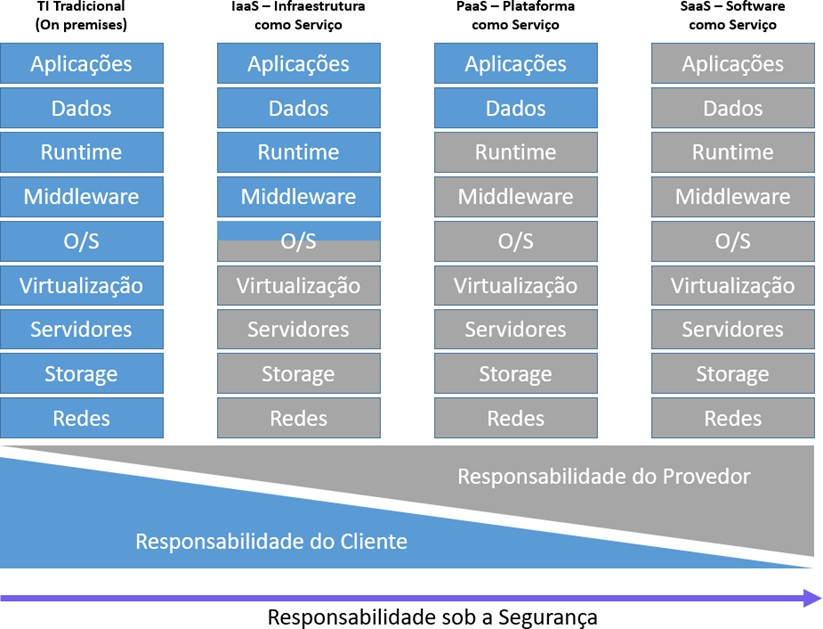 TI Tradicional
(On premises)
IaaS – Infraestrutura
como Serviço
PaaS – Plataforma
como Serviço
SaaS – Software
como Serviço
Aplicações
Aplicações
Aplicações
Aplicações
Dados
Dados
Dados
Dados
Runtime
Runtime
Runtime
Runtime
Middleware
Middleware
Middleware
Middleware
O/S
O/S
O/S
O/S
Virtualização
Virtualização
Virtualização
Virtualização
Servidores
Servidores
Servidores
Servidores
Storage
Storage
Storage
Storage
Redes
Redes
Redes
Redes
Responsabilidade do Provedor
Responsabilidade do Cliente
Responsabilidade sob a Segurança